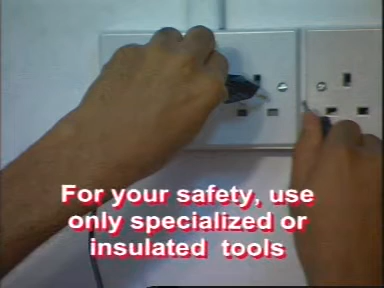 For your safety, use
only specialized or
insulated tools